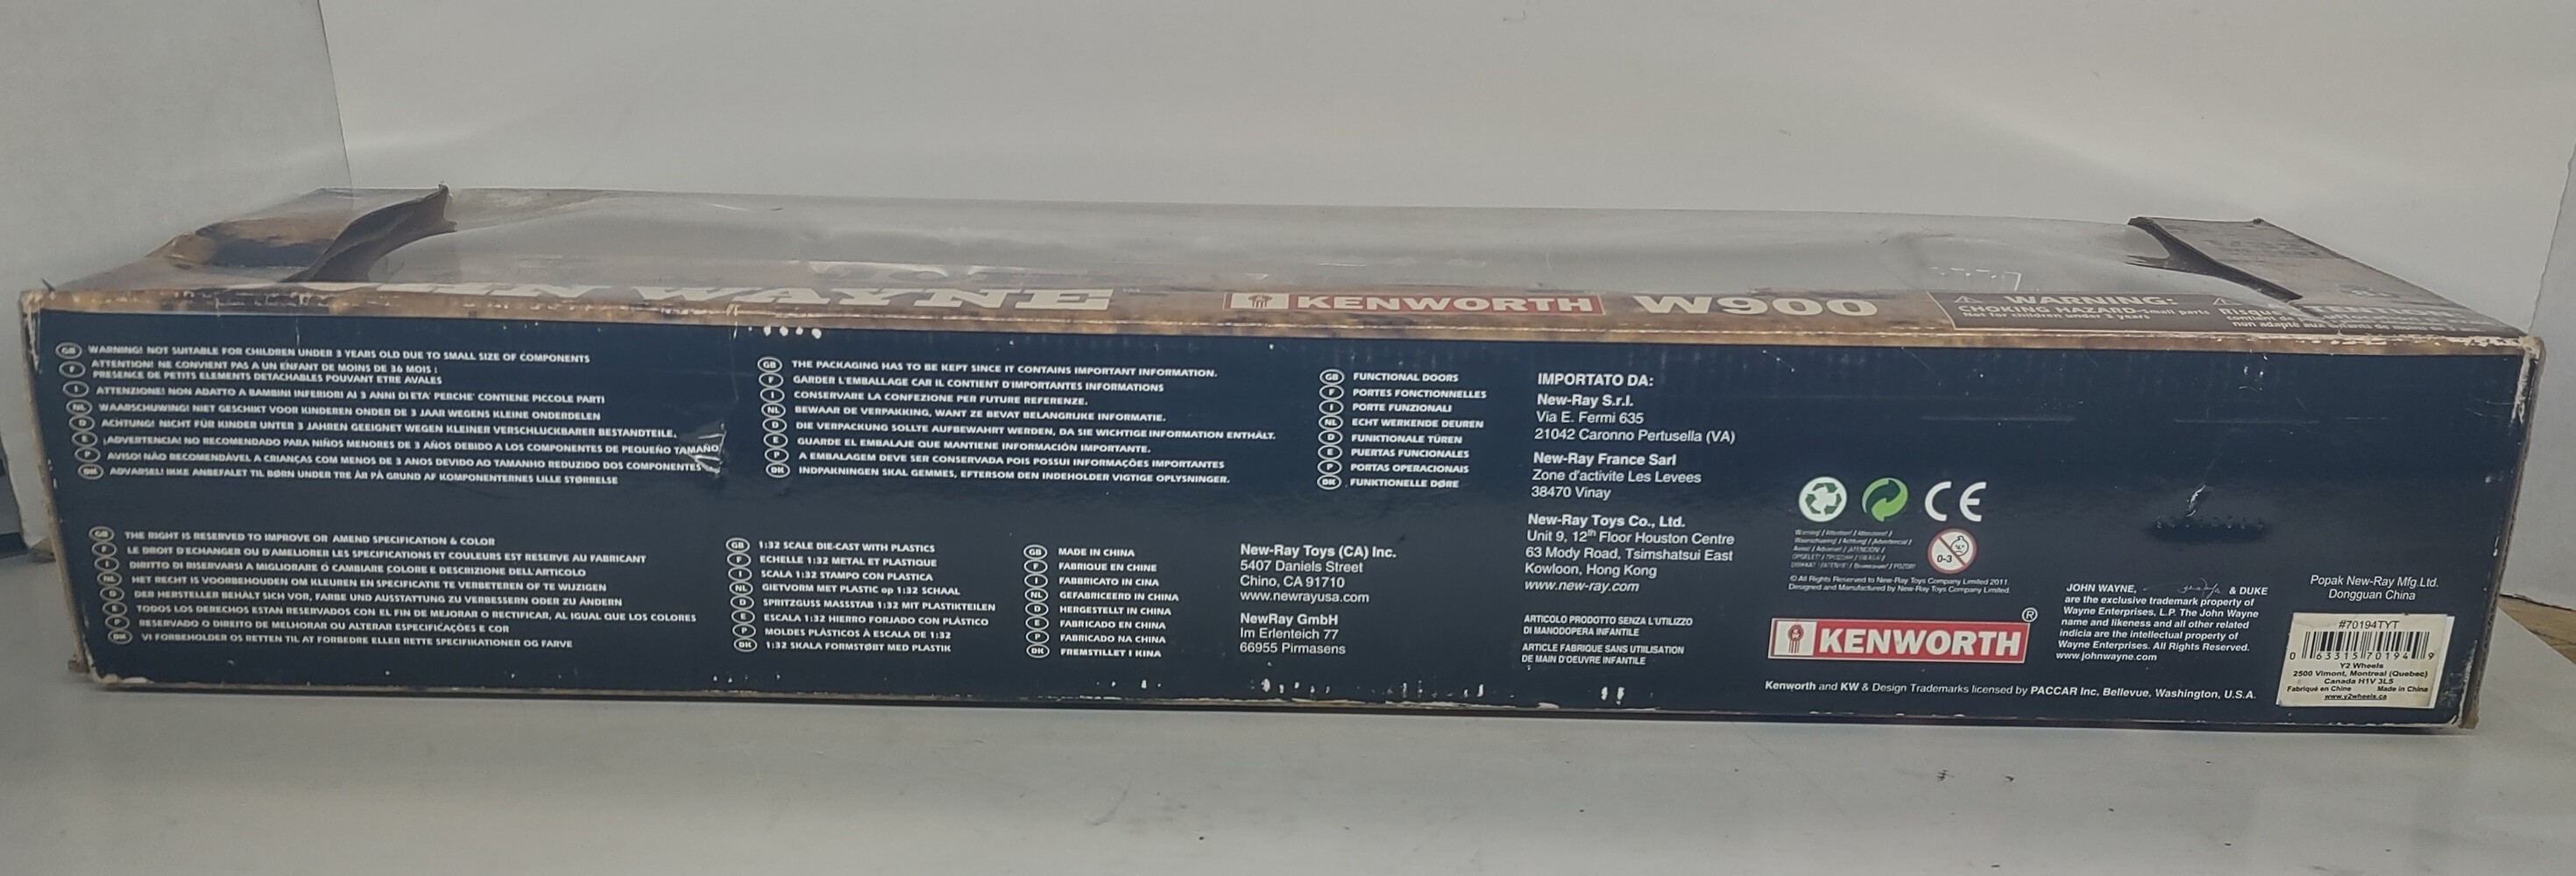 WAYNE
KENWORTH W900
WARNING:
CHOKING HAZARD-Small parts
Not for children under 3 years
GB WARNING! NOT SUITABLE FOR CHILDREN UNDER 3 YEARS OLD DUE TO SMALL SIZE OF COMPONENTS
F ATTENTION! NE CONVIENT PAS A UN ENFANT DE MOINS DE 36 MOIS :
PRESENCE DE PETITS ELEMENTS DETACHABLES POUVANT ETRE AVALES
I ATTENZIONE! NON ADATTO A BAMBINI INFERIORI AI 3 ANNI DI ETA' PERCHE' CONTIENE PICCOLE PARTI
NL WAARSCHUWING! NIET GESCHIKT VOOR KINDEREN ONDER DE 3 JAAR WEGENS KLEINE ONDERDELEN
D ACHTUNG! NICHT FÜR KINDER UNTER 3 JAHREN GEEIGNET WEGEN KLEINER VERSCHLUCKBARER BESTANDTEILE.
E ¡ADVERTENCIA! NO RECOMENDADO PARA NIÑOS MENORES DE 3 AÑOS DEBIDO A LOS COMPONENTES DE PEQUEÑO TAMAÑO
P AVISO! NÃO RECOMENDÁVEL A CRIANÇAS COM MENOS DE 3 ANOS DEVIDO AO TAMANHO REDUZIDO DOS COMPONENTES
DK ADVARSEL! IKKE ANBEFALET TIL BØRN UNDER TRE ÅR PÅ GRUND AF KOMPONENTERNES LILLE STØRRELSE
GB THE PACKAGING HAS TO BE KEPT SINCE IT CONTAINS IMPORTANT INFORMATION.
F GARDER L'EMBALLAGE CAR IL CONTIENT D'IMPORTANTES INFORMATIONS
I CONSERVARE LA CONFEZIONE PER FUTURE REFERENZE.
NL BEWAAR DE VERPAKKING, WANT ZE BEVAT BELANGRIJKE INFORMATIE.
D DIE VERPACKUNG SOLLTE AUFBEWAHRT WERDEN, DA SIE WICHTIGE INFORMATION ENTHÄLT.
E GUARDE EL EMBALAJE QUE MANTIENE INFORMACIÓN IMPORTANTE.
P A EMBALAGEM DEVE SER CONSERVADA POIS POSSUI INFORMAÇÕES IMPORTANTES
DK INDPAKNINGEN SKAL GEMMES, EFTERSOM DEN INDEHOLDER VIGTIGE OPLYSNINGER.
GB FUNCTIONAL DOORS
F PORTES FONCTIONNELLES
I PORTE FUNZIONALI
NL ECHT WERKENDE DEUREN
D FUNKTIONALE TÜREN
E PUERTAS FUNCIONALES
P PORTAS OPERACIONAIS
DK FUNKTIONELLE DØRE
IMPORTATO DA:
New-Ray S.r.l.
Via E. Fermi 635
21042 Caronno Pertusella (VA)
New-Ray France Sarl
Zone d'activite Les Levees
38470 Vinay
New-Ray Toys Co., Ltd.
Unit 9, 12th Floor Houston Centre
63 Mody Road, Tsimshatsui East
Kowloon, Hong Kong
www.new-ray.com
ARTICOLO PRODOTTO SENZA L'UTILIZZO
DI MANODOPERA INFANTILE
ARTICLE FABRIQUE SANS UTIILISATION
DE MAIN D'OEUVRE INFANTILE
GB THE RIGHT IS RESERVED TO IMPROVE OR AMEND SPECIFICATION & COLOR
F LE DROIT D'ECHANGER OU D'AMELIORER LES SPECIFICATIONS ET COULEURS EST RESERVE AU FABRICANT
I DIRITTO DI RISERVARSI A MIGLIORARE O CAMBIARE COLORE E DESCRIZIONE DELL'ARTICOLO
NL HET RECHT IS VOORBEHOUDEN OM KLEUREN EN SPECIFICATIE TE VERBETEREN OF TE WIJZIGEN
D DER HERSTELLER BEHÄLT SICH VOR, FARBE UND AUSSTATTUNG ZU VERBESSERN ODER ZU ÄNDERN
E TODOS LOS DERECHOS ESTAN RESERVADOS CON EL FIN DE MEJORAR O RECTIFICAR, AL IGUAL QUE LOS COLORES
P RESERVADO O DIREITO DE MELHORAR OU ALTERAR ESPECIFICAÇÕES E COR
DK VI FORBEHOLDER OS RETTEN TIL AT FORBEDRE ELLER RETTE SPECIFIKATIONER OG FARVE
GB 1:32 SCALE DIE-CAST WITH PLASTICS
F ECHELLE 1:32 METAL ET PLASTIQUE
I SCALA 1:32 STAMPO CON PLASTICA
NL GIETVORM MET PLASTIC op 1:32 SCHAAL
D SPRITZGUSS MASSSTAB 1:32 MIT PLASTIKTEILEN
E ESCALA 1:32 HIERRO FORJADO CON PLÁSTICO
P MOLDES PLÁSTICOS À ESCALA DE 1:32
DK 1:32 SKALA FORMSTØBT MED PLASTIK
GB MADE IN CHINA
F FABRIQUE EN CHINE
I FABBRICATO IN CINA
NL GEFABRICEERD IN CHINA
D HERGESTELLT IN CHINA
E FABRICADO EN CHINA
P FABRICADO NA CHINA
DK FREMSTILLET I KINA
New-Ray Toys (CA) Inc.
5407 Daniels Street
Chino, CA 91710
www.newrayusa.com
NewRay GmbH
Im Erlenteich 77
66955 Pirmasens
CE
0-3
© All Rights Reserved to New-Ray Toys Company Limited 2011.
Designed and Manufactured by New-Ray Toys Company Limited.
KENWORTH ®
Kenworth and KW & Design Trademarks licensed by PACCAR Inc, Bellevue, Washington, U.S.A.
JOHN WAYNE, & DUKE
are the exclusive trademark property of
Wayne Enterprises, L.P. The John Wayne
name and likeness and all other related
indicia are the intellectual property of
Wayne Enterprises. All Rights Reserved.
www.johnwayne.com
Popak New-Ray Mfg.Ltd.
Dongguan China
#70194TYT
0 63315 70194 9
Y2 Wheels
2500 Vimont, Montreal (Quebec)
Canada H1V 3L5
Fabriqué en Chine Made in China
www.y2wheels.ca